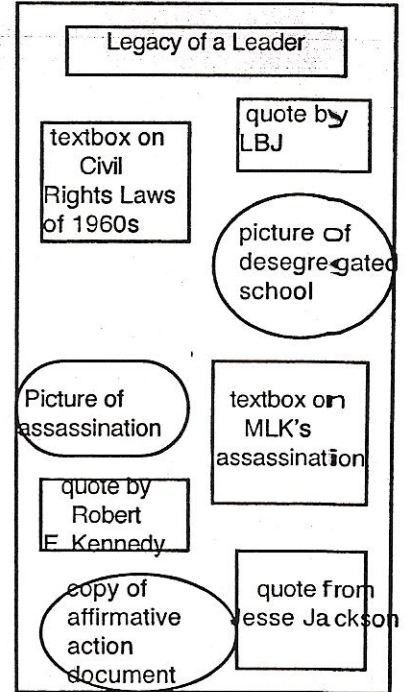 Legacy of a Leader
textbox on
Civil
Rights Laws
of 1960s
quote by
LBJ
picture of
desegregated
school
Picture of
assassination
textbox on
MLK's
assassination
quote by
Robert
F. Kennedy
copy of
affirmative
action
document
quote from
Jesse Jackson